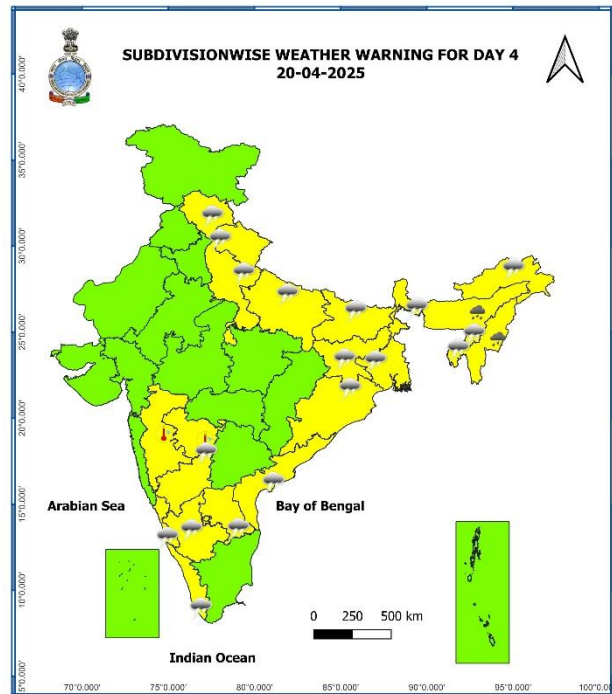 SUBDIVISIONWISE WEATHER WARNING FOR DAY 4
20-04-2025
40°0.000'
35°0.000'
30°0.000'
25°0.000'
20°0.000'
15°0.000'
10°0.000'
5°0.000'
Arabian Sea
Bay of Bengal
0 250 500 km
Indian Ocean
70°0.000' 75°0.000' 80°0.000' 85°0.000' 90°0.000' 95°0.000' 100°0.00